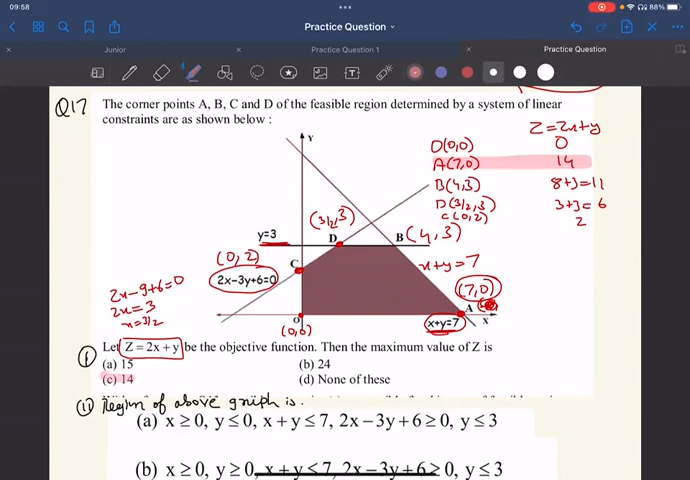 09:58
88%
Practice Question
Junior
Practice Question 1
Practice Question
Q17
The corner points A, B, C and D of the feasible region determined by a system of linear
constraints are as shown below :
Z=2x+y
O(0,0) 0
A(7,0) 14
B(4,3) 8+3=11
D(3/2,3) 3+3=6
C(0,2) 2
Y
(3/2,3)
y=3
D
B
(4,3)
(0,2)
C
x+y=7
2x-3y+6=0
2x-9+6=0
2x=3
x=3/2
(7,0)
A
O
(0,0)
x+y=7
X
(i) Let Z = 2x + y be the objective function. Then the maximum value of Z is
(a) 15 (b) 24
(c) 14 (d) None of these
(ii) Region of above graph is.
(a) x ≥ 0, y ≤ 0, x + y ≤ 7, 2x − 3y + 6 ≥ 0, y ≤ 3
(b) x ≥ 0, y ≥ 0, x + y ≤ 7, 2x − 3y + 6 ≥ 0, y ≤ 3